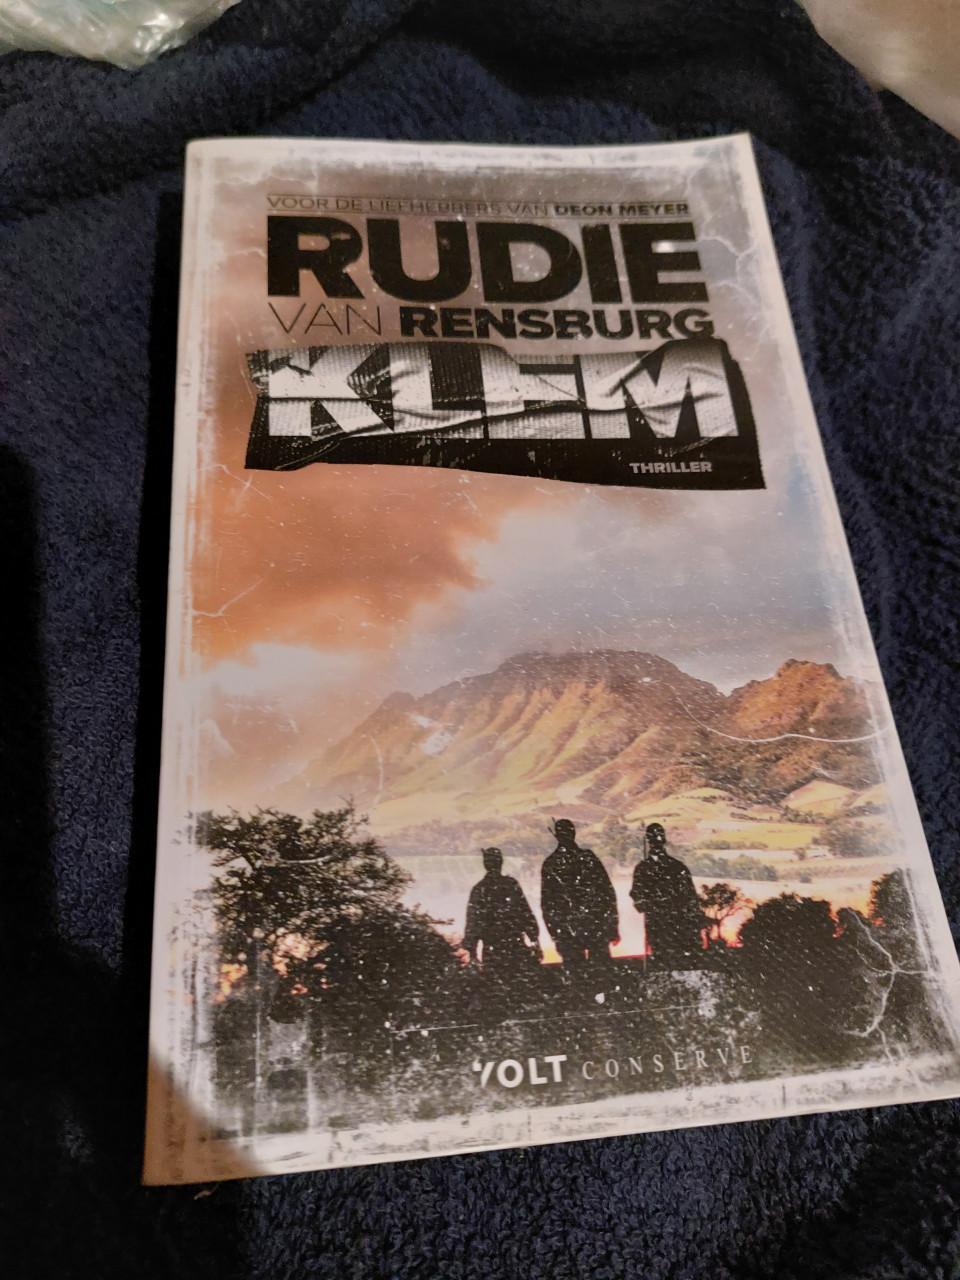 VOOR DE LIEFHEBBERS VAN DEON MEYER
RUDIE
VAN RENSBURG
KLEM
THRILLER
VOLT CONSERVE